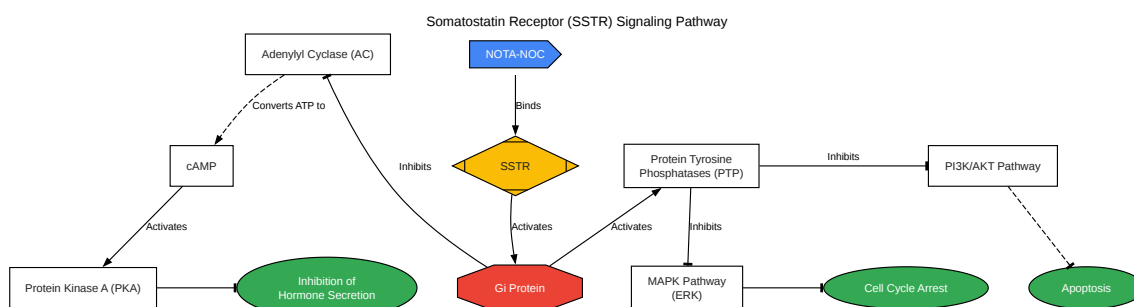 Somatostatin Receptor (SSTR) Signaling Pathway
Adenylyl Cyclase (AC)
NOTA-NOC
Converts ATP to
Binds
cAMP
Inhibits
SSTR
Protein Tyrosine
Phosphatases (PTP)
Inhibits
PI3K/AKT Pathway
Activates
Activates
Activates
Inhibits
Protein Kinase A (PKA)
Inhibition of
Hormone Secretion
Gi Protein
MAPK Pathway
(ERK)
Cell Cycle Arrest
Apoptosis